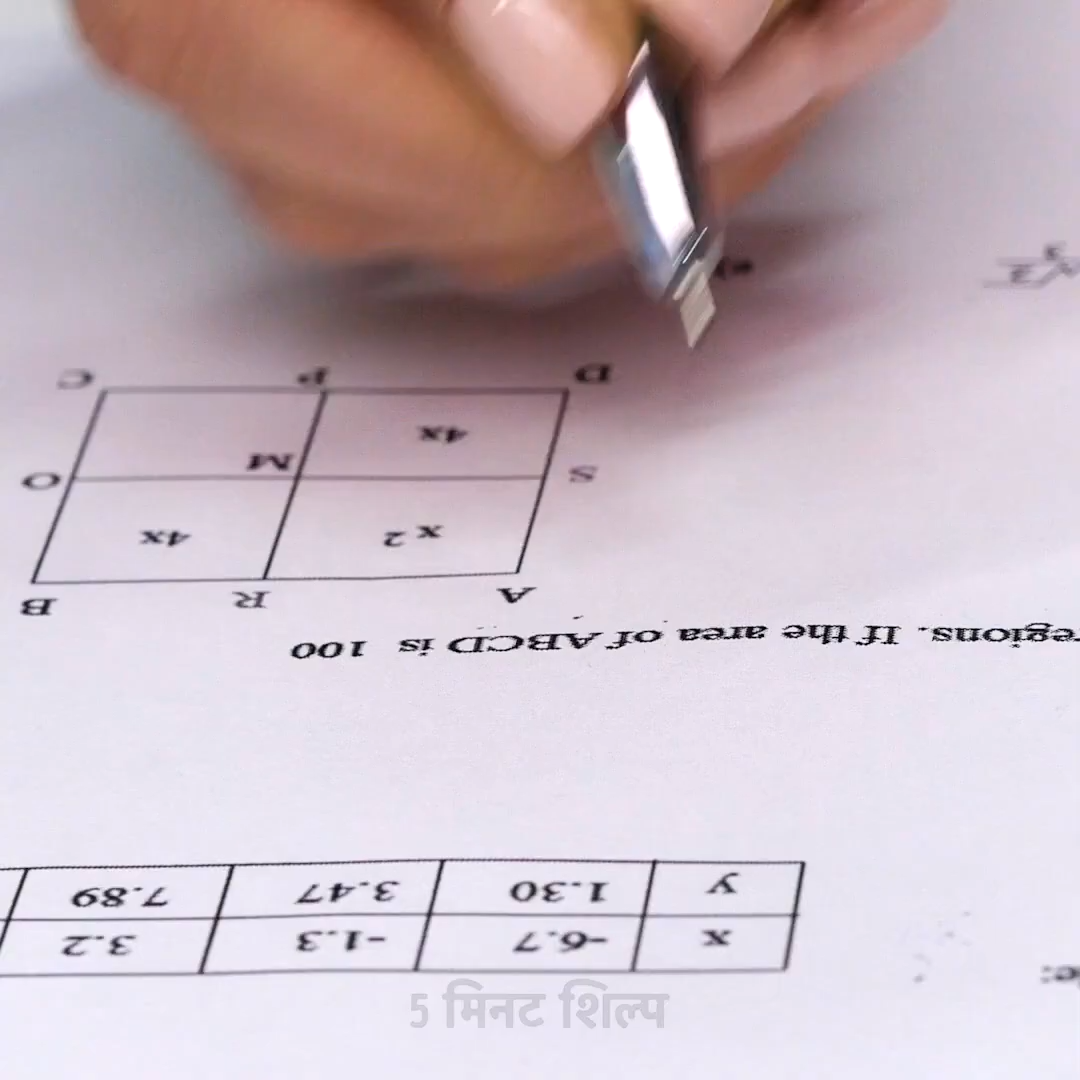 x -6.7 -1.3 3.2
y 1.30 3.47 7.89
regions. If the area of ABCD is 100
A R B
x 2 4x
S M O
4x
D P C
5 मिनट शिल्प